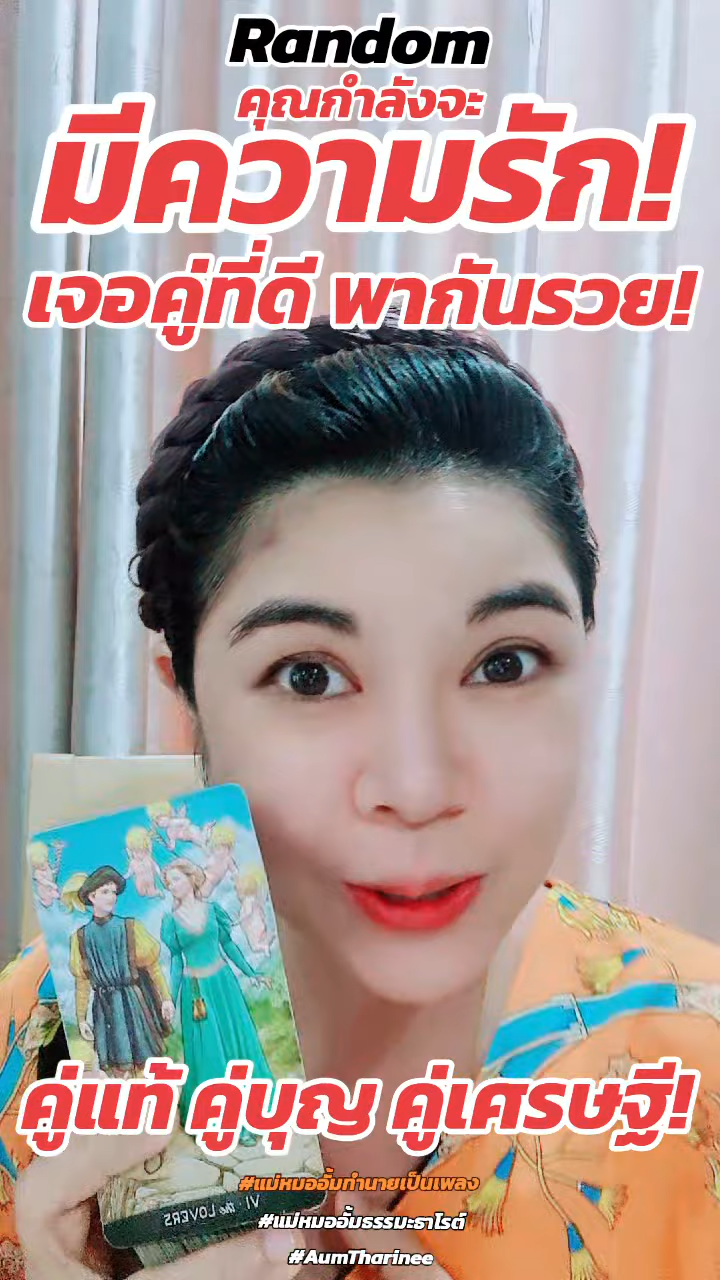 Random
คุณกำลังจะ
มีความรัก!
เจอคู่ที่ดี พากันรวย!
คู่แท้ คู่บุญ คู่เศรษฐี!
#แม่หมออั้มทำนายเป็นเพลง
VI · the LOVERS
#แม่หมออั้มธรรมะธาโรต์
#AumTharinee